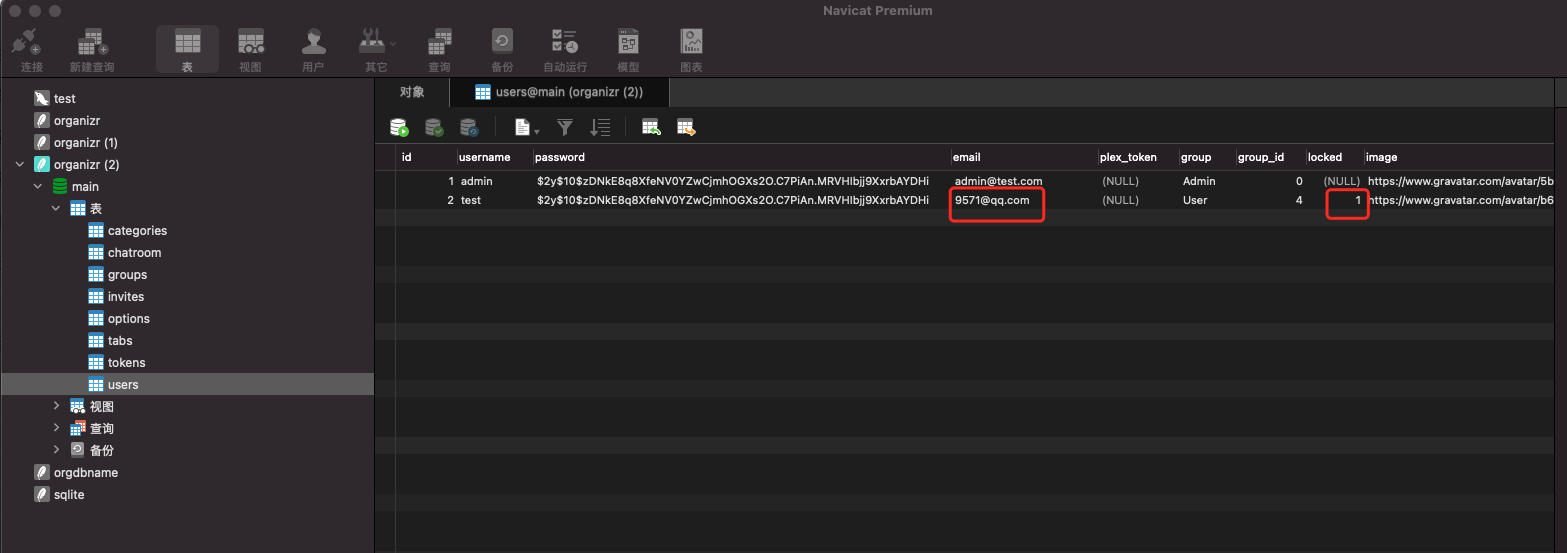 Navicat Premium
连接 新建查询 表 视图 用户 其它 查询 备份 自动运行 模型 图表
test
organizr
organizr (1)
organizr (2)
main
表
categories
chatroom
groups
invites
options
tabs
tokens
users
视图
查询
备份
orgdbname
sqlite
对象 users@main (organizr (2))
id username password email plex_token group group_id locked image
1 admin $2y$10$zDNkE8q8XfeNV0YZwCjmhOGXs2O.C7PiAn.MRVHIbjj9XxrbAYDHi admin@test.com (NULL) Admin 0 (NULL) https://www.gravatar.com/avatar/5b
2 test $2y$10$zDNkE8q8XfeNV0YZwCjmhOGXs2O.C7PiAn.MRVHIbjj9XxrbAYDHi 9571@qq.com (NULL) User 4 1 https://www.gravatar.com/avatar/b6